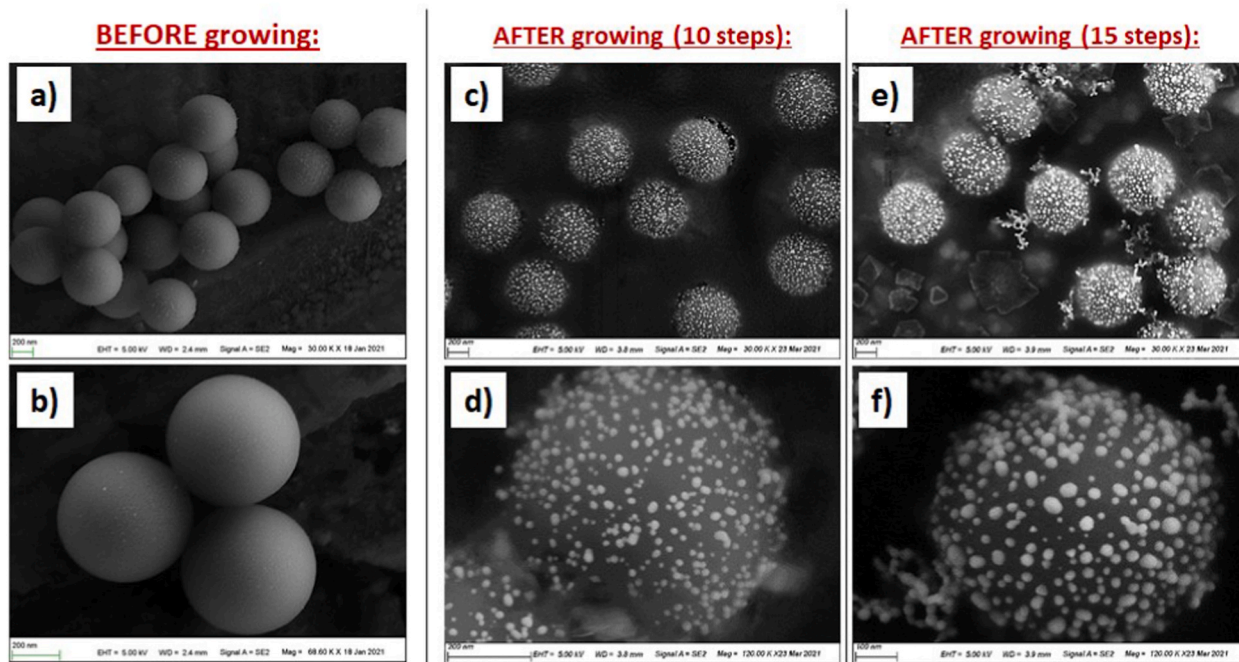 BEFORE growing:
AFTER growing (10 steps):
AFTER growing (15 steps):
a)
200 nm EHT = 5.00 kV WD = 2.4 mm Signal A = SE2 Mag = 30.00 K X 18 Jan 2021
c)
200 nm EHT = 5.00 kV WD = 3.8 mm Signal A = SE2 Mag = 30.00 K X 23 Mar 2021
e)
200 nm EHT = 5.00 kV WD = 3.9 mm Signal A = SE2 Mag = 30.00 K X 23 Mar 2021
b)
200 nm EHT = 5.00 kV WD = 2.4 mm Signal A = SE2 Mag = 68.60 K X 18 Jan 2021
d)
200 nm EHT = 5.00 kV WD = 3.8 mm Signal A = SE2 Mag = 120.00 K X23 Mar 2021
f)
100 nm EHT = 5.00 kV WD = 3.9 mm Signal A = SE2 Mag = 120.00 K X23 Mar 2021